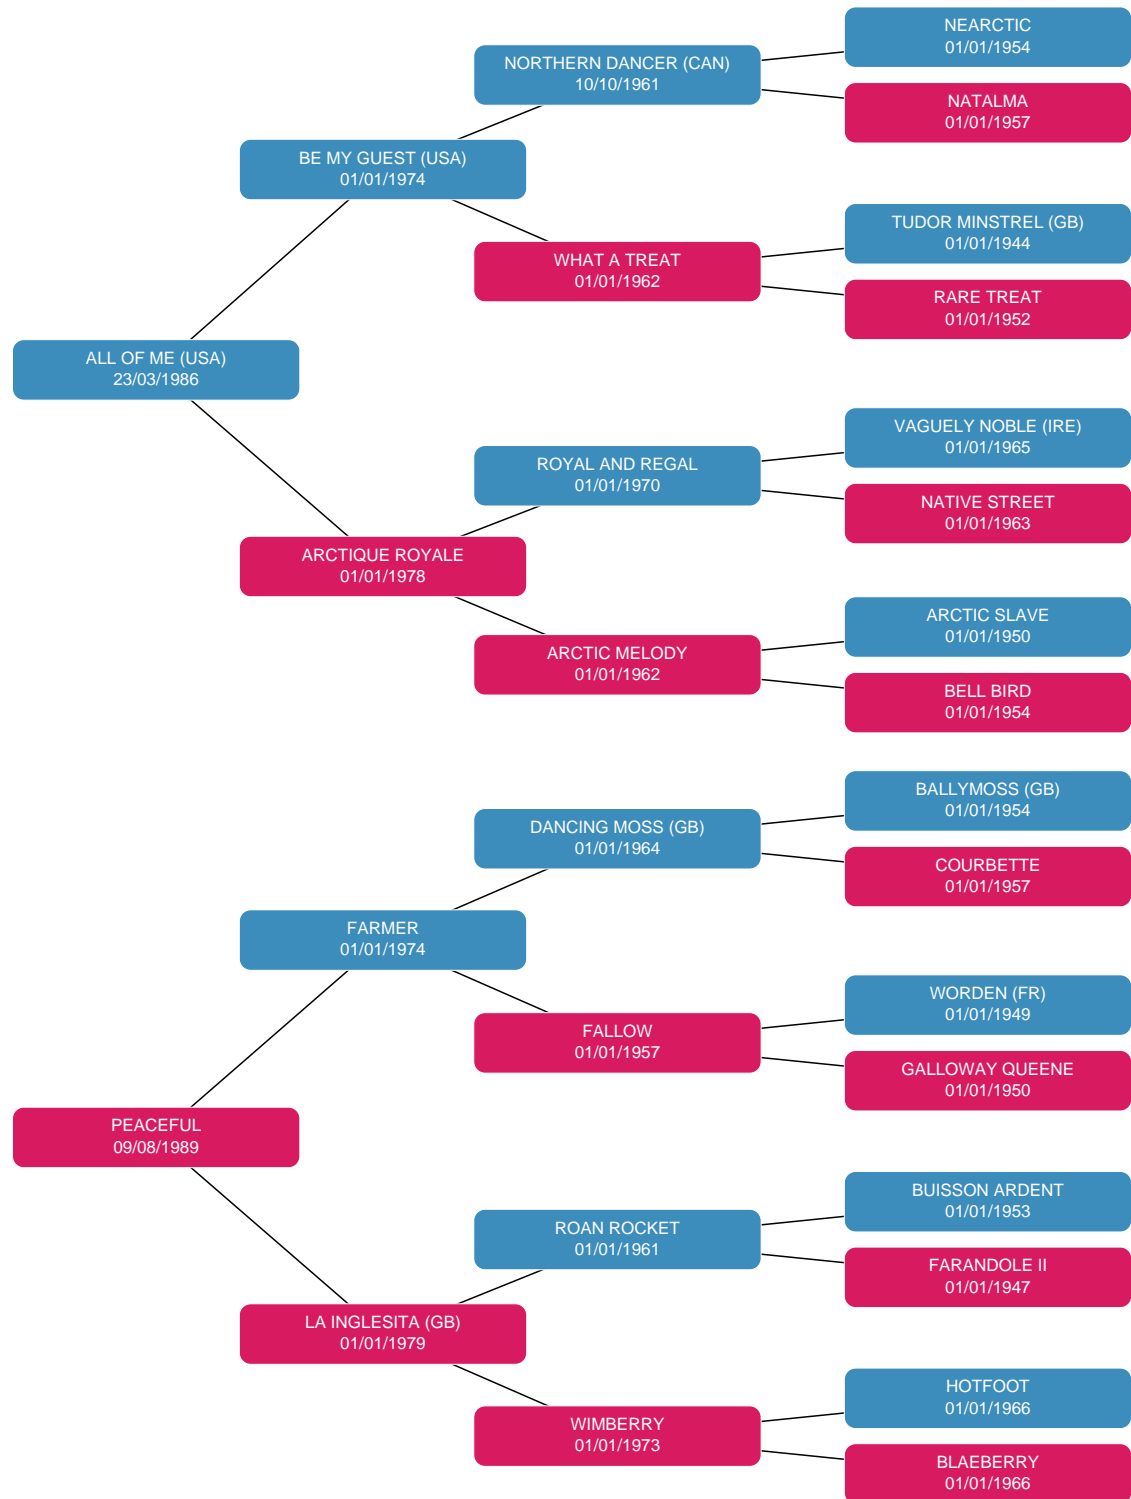 NEARCTIC
01/01/1954
NORTHERN DANCER (CAN)
10/10/1961
NATALMA
01/01/1957
BE MY GUEST (USA)
01/01/1974
TUDOR MINSTREL (GB)
01/01/1944
WHAT A TREAT
01/01/1962
RARE TREAT
01/01/1952
ALL OF ME (USA)
23/03/1986
VAGUELY NOBLE (IRE)
01/01/1965
ROYAL AND REGAL
01/01/1970
NATIVE STREET
01/01/1963
ARCTIQUE ROYALE
01/01/1978
ARCTIC SLAVE
01/01/1950
ARCTIC MELODY
01/01/1962
BELL BIRD
01/01/1954
BALLYMOSS (GB)
01/01/1954
DANCING MOSS (GB)
01/01/1964
COURBETTE
01/01/1957
FARMER
01/01/1974
WORDEN (FR)
01/01/1949
FALLOW
01/01/1957
GALLOWAY QUEENE
01/01/1950
PEACEFUL
09/08/1989
BUISSON ARDENT
01/01/1953
ROAN ROCKET
01/01/1961
FARANDOLE II
01/01/1947
LA INGLESITA (GB)
01/01/1979
HOTFOOT
01/01/1966
WIMBERRY
01/01/1973
BLAEBERRY
01/01/1966